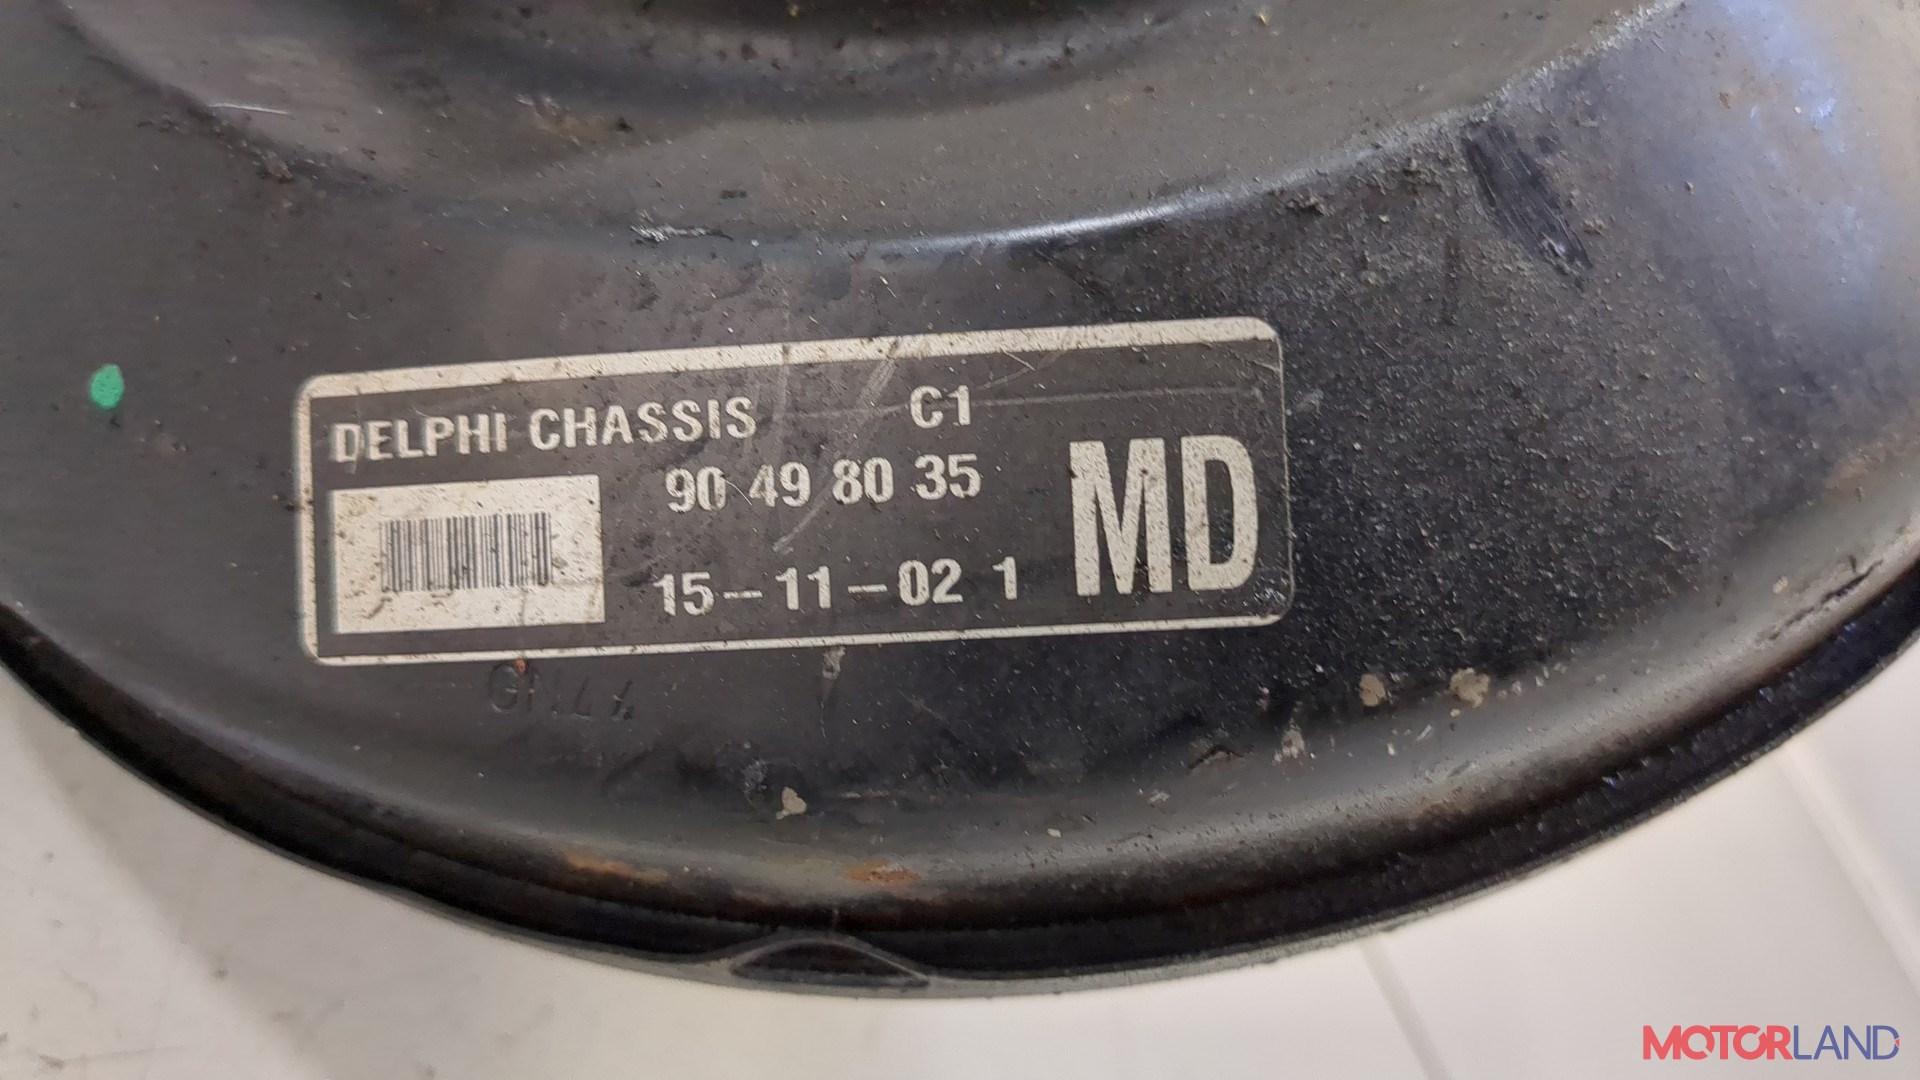 DELPHI CHASSIS C1
90 49 80 35
15-11-02 1
MD
MOTORLAND